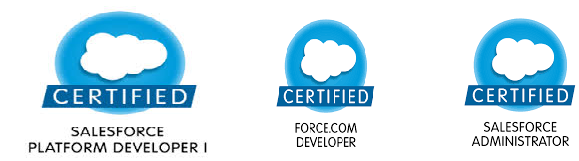 CERTIFIED
SALESFORCE
PLATFORM DEVELOPER I
CERTIFIED
FORCE.COM
DEVELOPER
CERTIFIED
SALESFORCE
ADMINISTRATOR